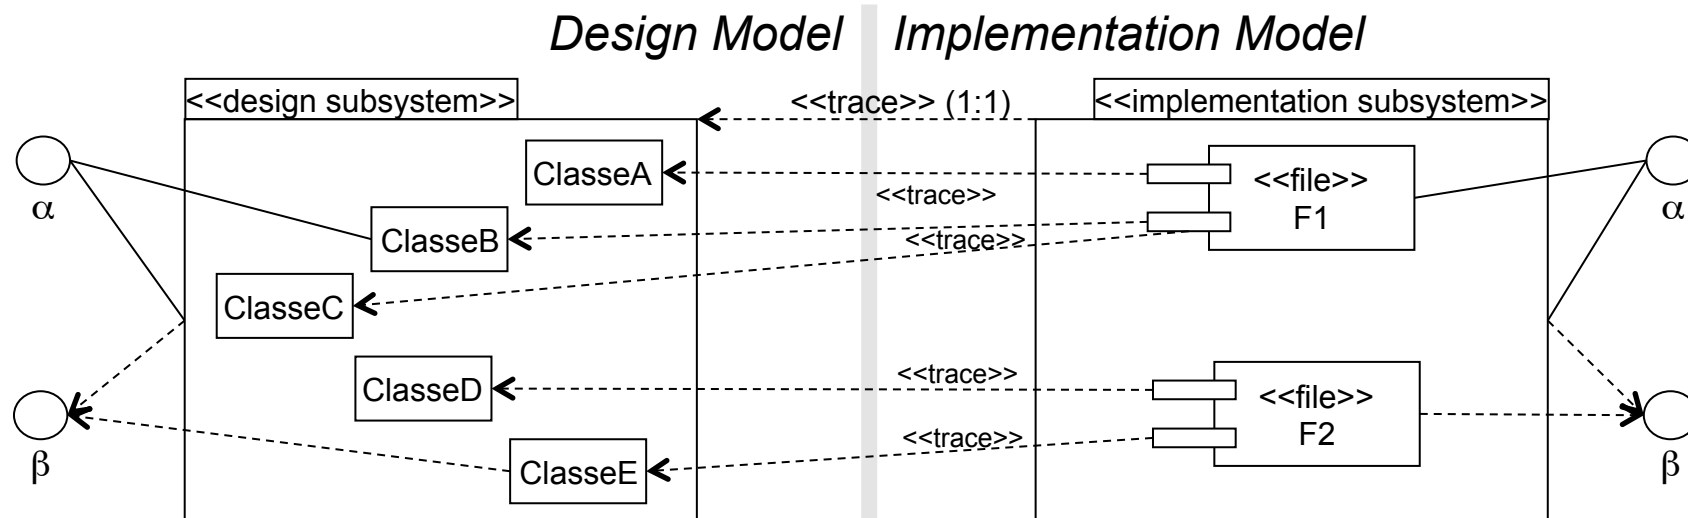 Design Model
Implementation Model
<<design subsystem>>
<<trace>> (1:1)
<<implementation subsystem>>
ClasseA
<<trace>>
<<file>>
F1
α
α
ClasseB
<<trace>>
ClasseC
ClasseD
<<trace>>
<<file>>
F2
<<trace>>
ClasseE
β
β